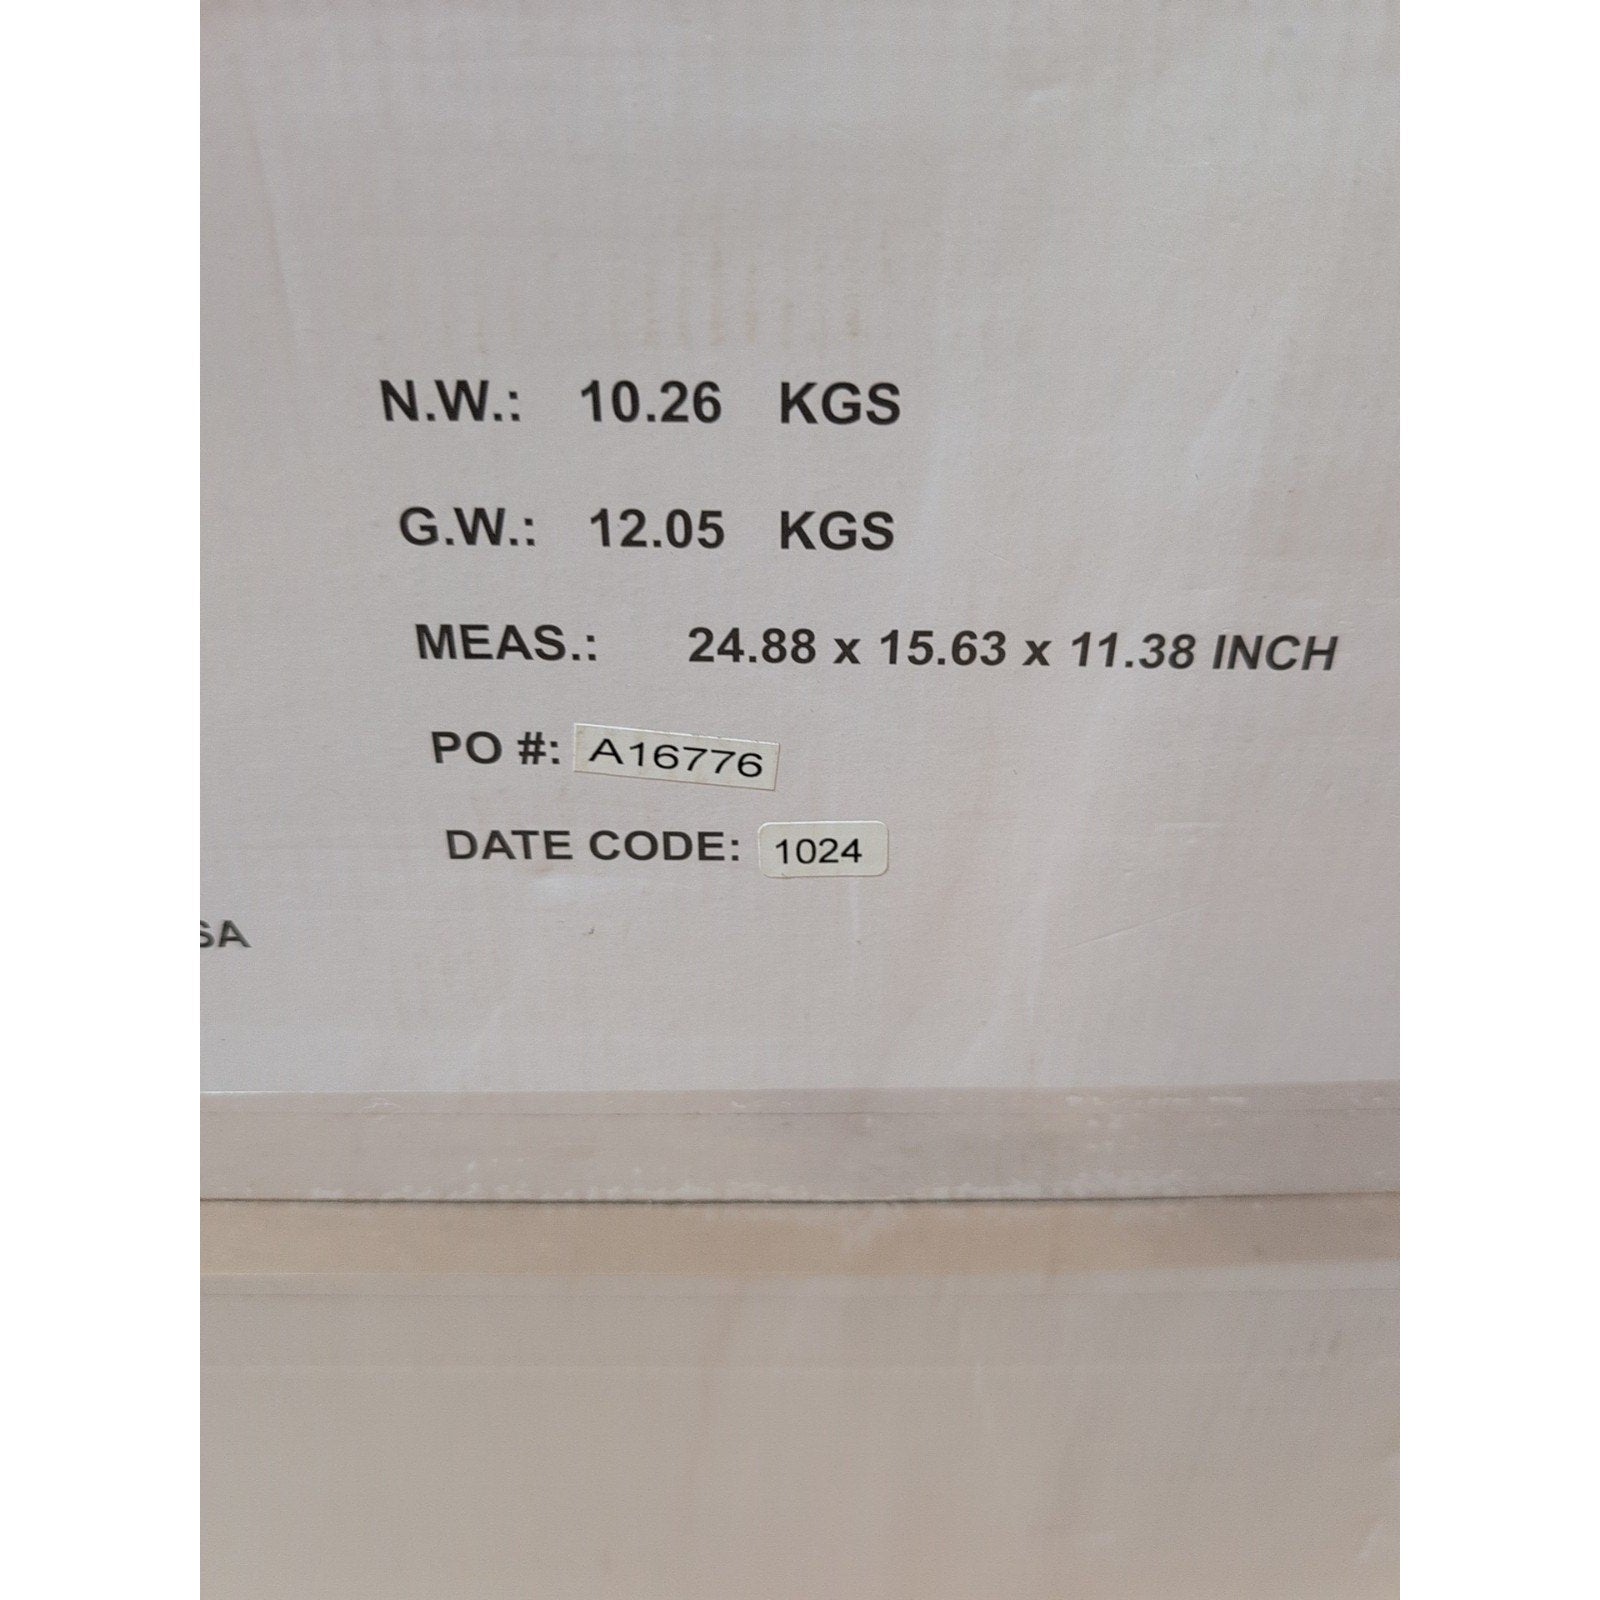 N.W.: 10.26 KGS
G.W.: 12.05 KGS
MEAS.: 24.88 x 15.63 x 11.38 INCH
PO #: A16776
DATE CODE: 1024
SA